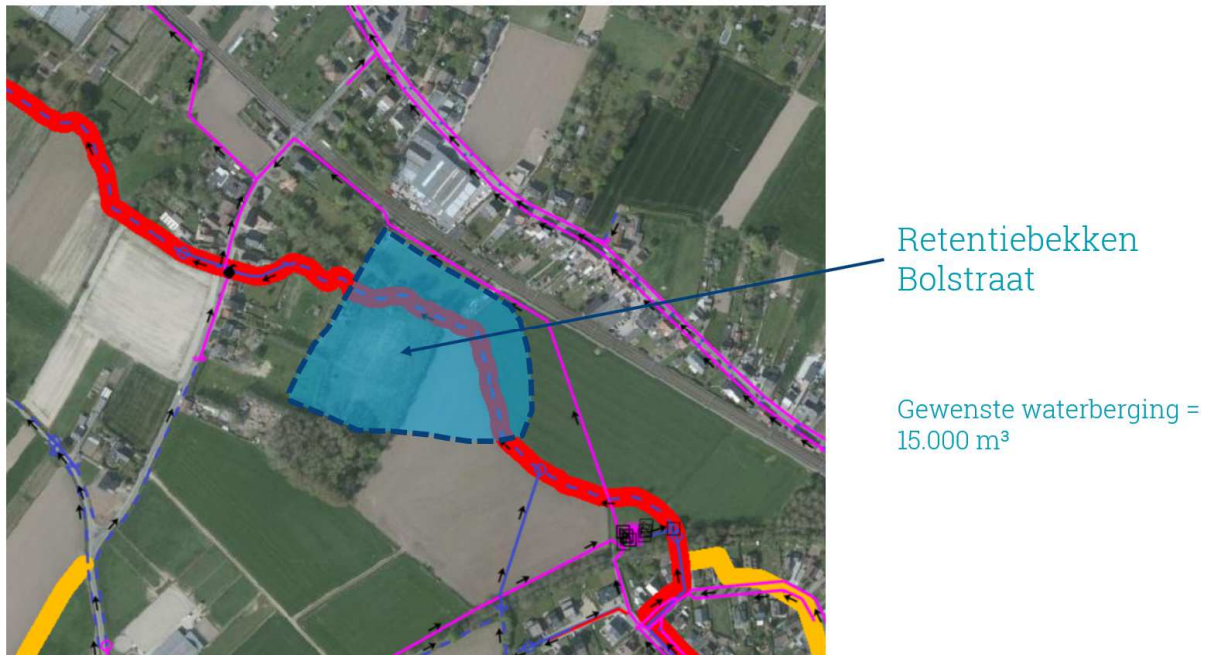 Retentiebekken
Bolstraat
Gewenste waterberging =
15.000 m³